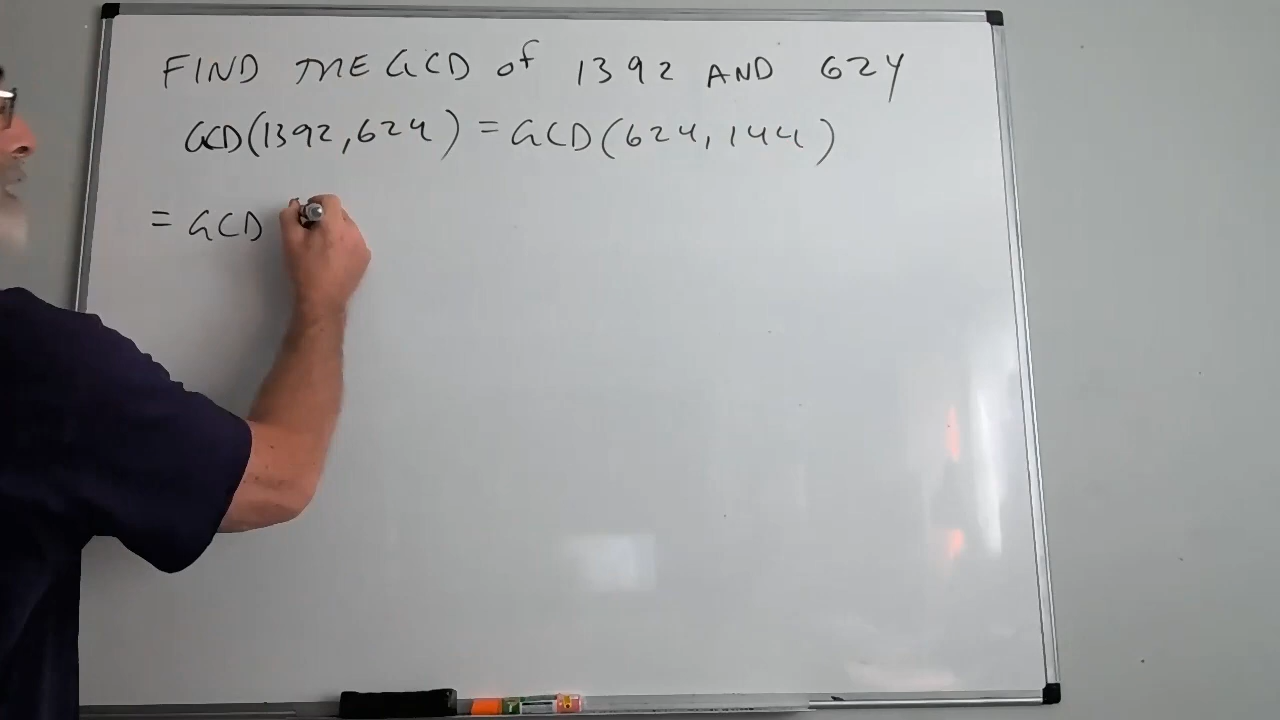 FIND THE GCD of 1392 AND 624
GCD(1392,624) = GCD(624,144)
= GCD